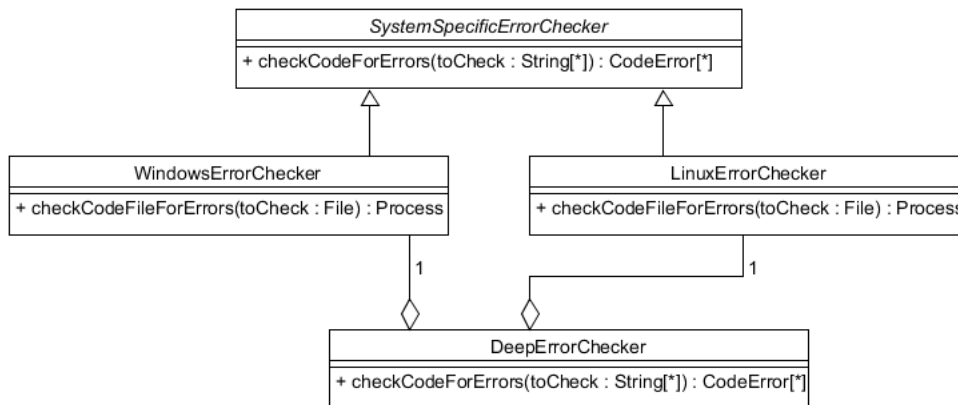 SystemSpecificErrorChecker
+ checkCodeForErrors(toCheck : String[*]) : CodeError[*]
WindowsErrorChecker
+ checkCodeFileForErrors(toCheck : File) : Process
LinuxErrorChecker
+ checkCodeFileForErrors(toCheck : File) : Process
1
1
DeepErrorChecker
+ checkCodeForErrors(toCheck : String[*]) : CodeError[*]